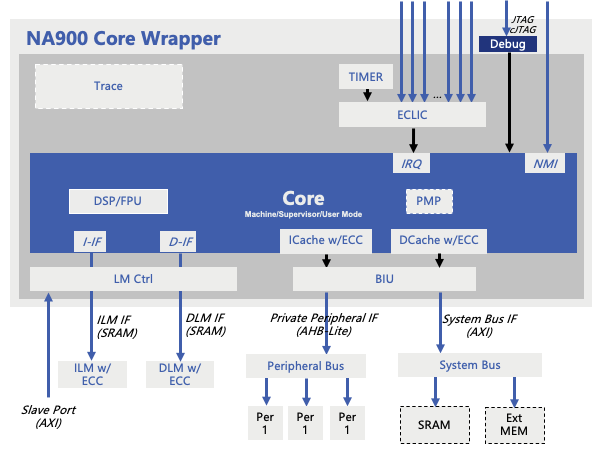 JTAG
cJTAG
NA900 Core Wrapper
Debug
TIMER
Trace
...
ECLIC
IRQ
NMI
DSP/FPU
Core
PMP
Machine/Supervisor/User Mode
I-IF
D-IF
ICache w/ECC
DCache w/ECC
LM Ctrl
BIU
ILM IF
(SRAM)
DLM IF
(SRAM)
Private Peripheral IF
(AHB-Lite)
System Bus IF
(AXI)
ILM w/
ECC
DLM w/
ECC
Peripheral Bus
System Bus
Slave Port
(AXI)
Per
1
Per
1
Per
1
SRAM
Ext
MEM